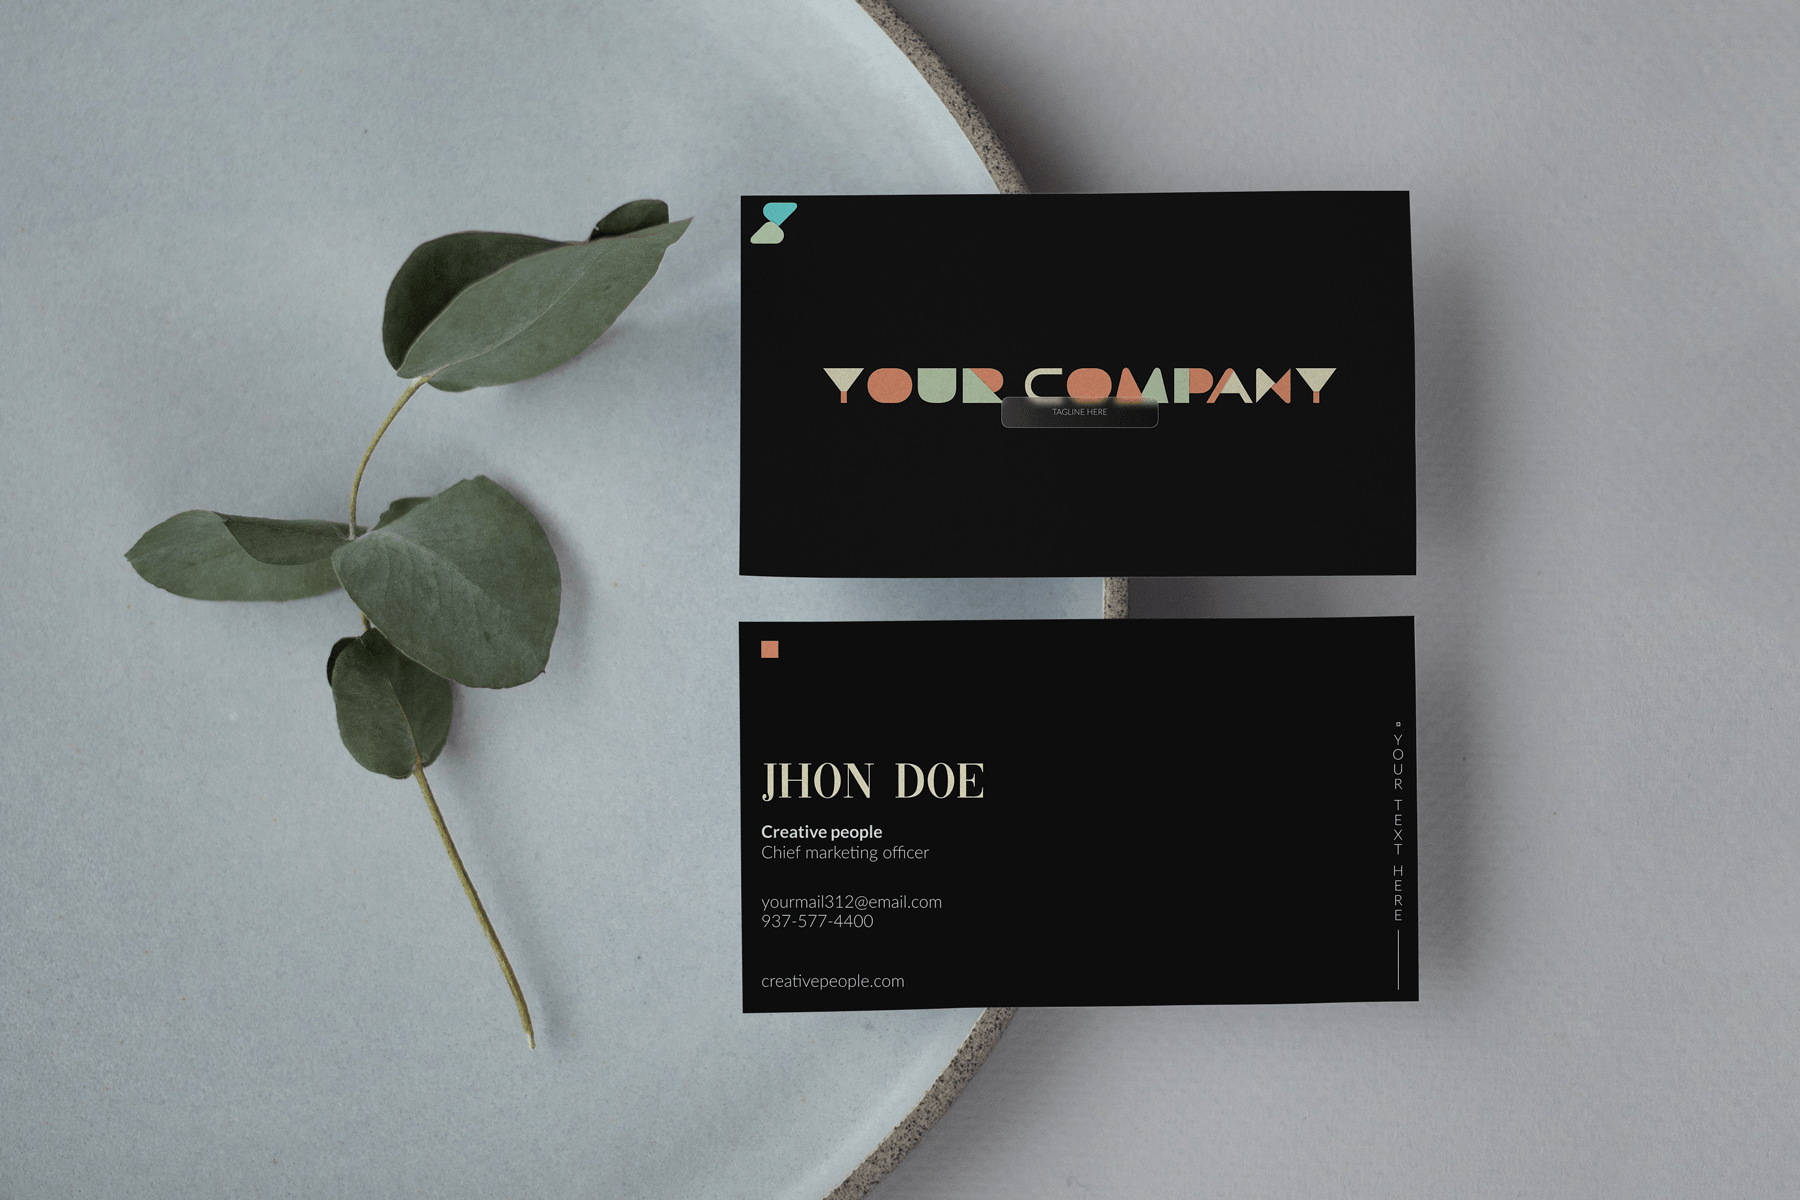 YOUR COMPANY
TAGLINE HERE
JHON DOE
Creative people
Chief marketing officer
yourmail312@email.com
937-577-4400
creativepeople.com
YOUR TEXT HERE